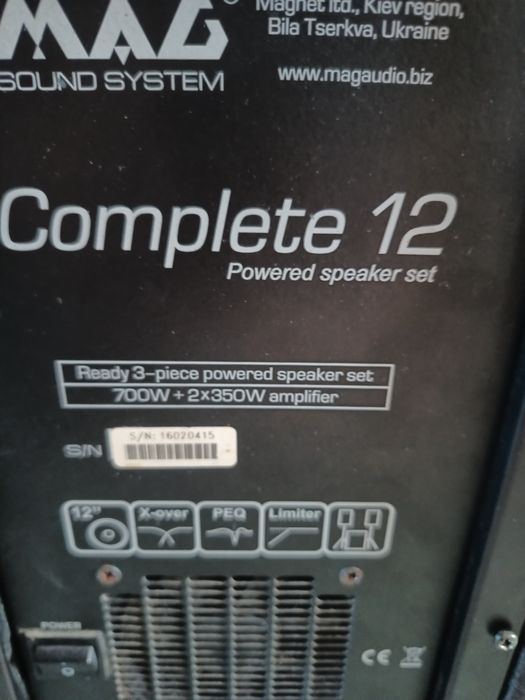 MAG®
SOUND SYSTEM
Magnet ltd., Kiev region,
Bila Tserkva, Ukraine
www.magaudio.biz
Complete 12
Powered speaker set
Ready 3-piece powered speaker set
700W + 2x350W amplifier
S/N
S/N: 16020415
12"
X-over
PEQ
Limiter
POWER
CE